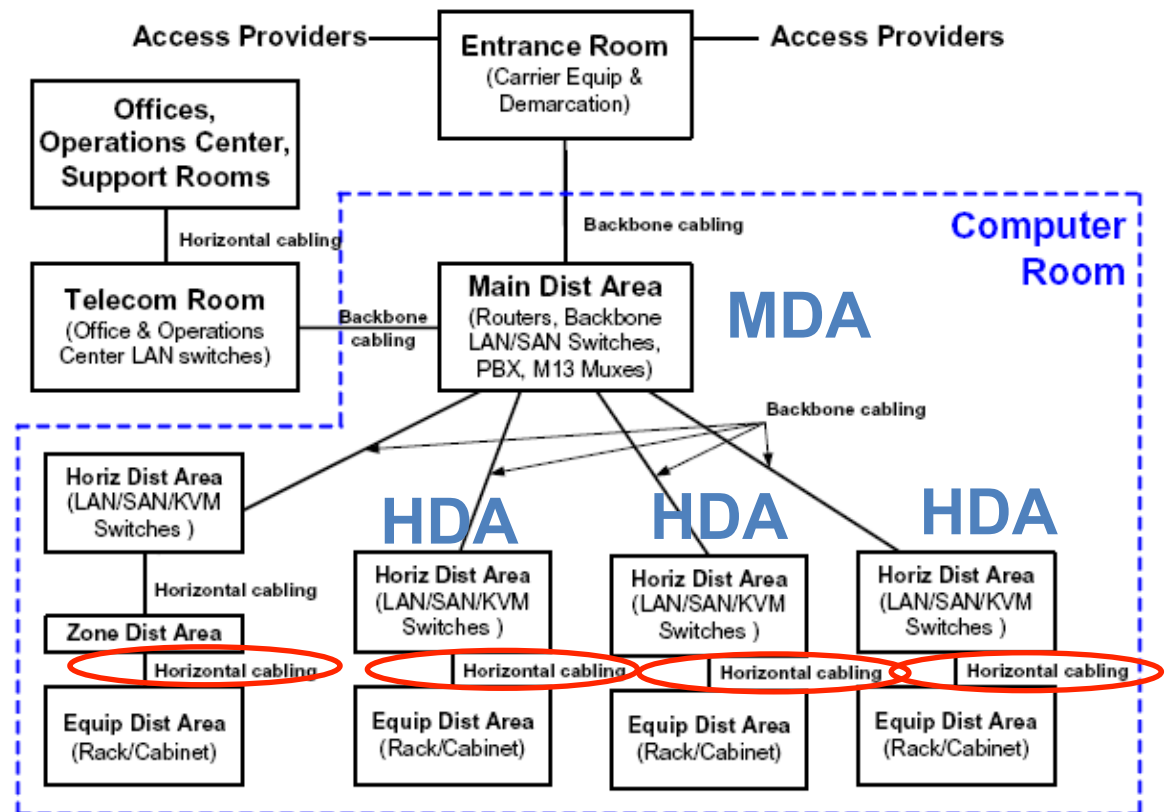 Access Providers
Entrance Room
(Carrier Equip &
Demarcation)
Access Providers
Offices,
Operations Center,
Support Rooms
Horizontal cabling
Backbone cabling
Computer
Room
Telecom Room
(Office & Operations
Center LAN switches)
Backbone
cabling
Main Dist Area
(Routers, Backbone
LAN/SAN Switches,
PBX, M13 Muxes)
MDA
Backbone cabling
Horiz Dist Area
(LAN/SAN/KVM
Switches )
Horizontal cabling
Zone Dist Area
Horizontal cabling
Equip Dist Area
(Rack/Cabinet)
HDA
Horiz Dist Area
(LAN/SAN/KVM
Switches )
Horizontal cabling
Equip Dist Area
(Rack/Cabinet)
HDA
Horiz Dist Area
(LAN/SAN/KVM
Switches )
Horizontal cabling
Equip Dist Area
(Rack/Cabinet)
HDA
Horiz Dist Area
(LAN/SAN/KVM
Switches )
Horizontal cabling
Equip Dist Area
(Rack/Cabinet)